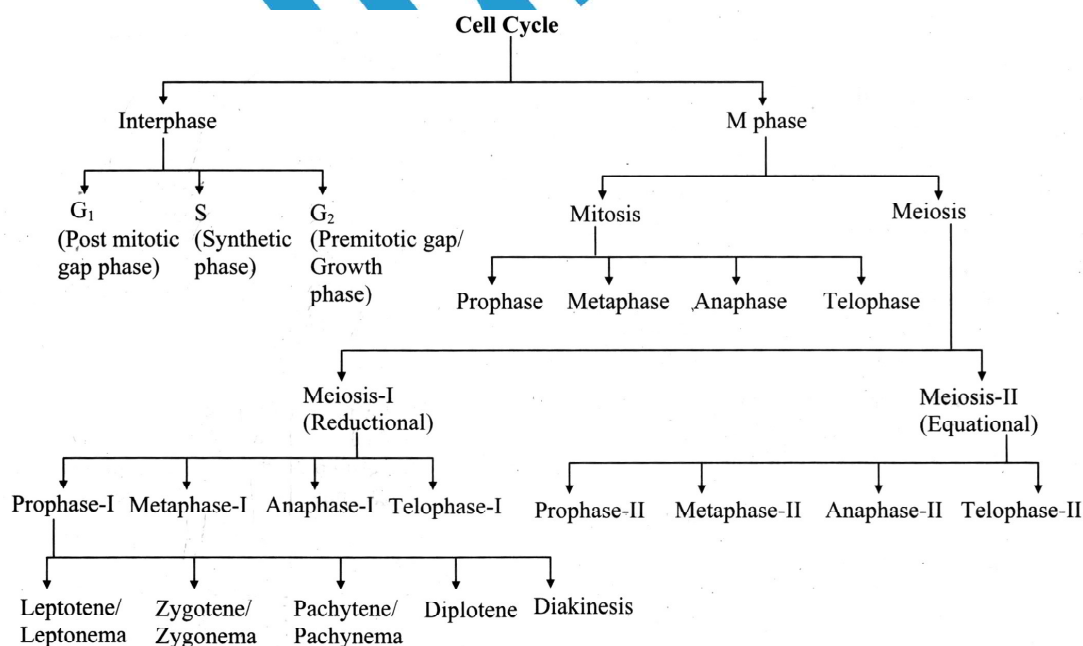 Cell Cycle
Interphase
M phase
G₁
(Post mitotic
gap phase)
S
(Synthetic
phase)
G₂
(Premitotic gap/
Growth
phase)
Mitosis
Meiosis
Prophase
Metaphase
Anaphase
Telophase
Meiosis-I
(Reductional)
Meiosis-II
(Equational)
Prophase-I
Metaphase-I
Anaphase-I
Telophase-I
Prophase-II
Metaphase-II
Anaphase-II
Telophase-II
Leptotene/
Leptonema
Zygotene/
Zygonema
Pachytene/
Pachynema
Diplotene
Diakinesis